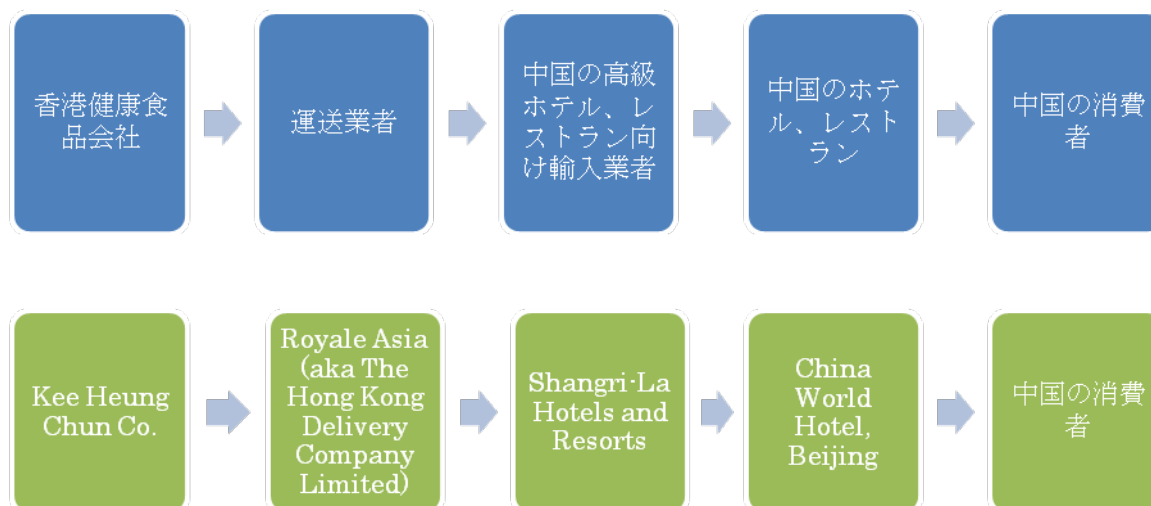 香港健康食
品会社
運送業者
中国の高級
ホテル、レ
ストラン向
け輸入業者
中国のホテ
ル、レスト
ラン
中国の消費
者
Kee Heung
Chun Co.
Royale Asia
(aka The
Hong Kong
Delivery
Company
Limited)
Shangri-La
Hotels and
Resorts
China
World
Hotel,
Beijing
中国の消費
者